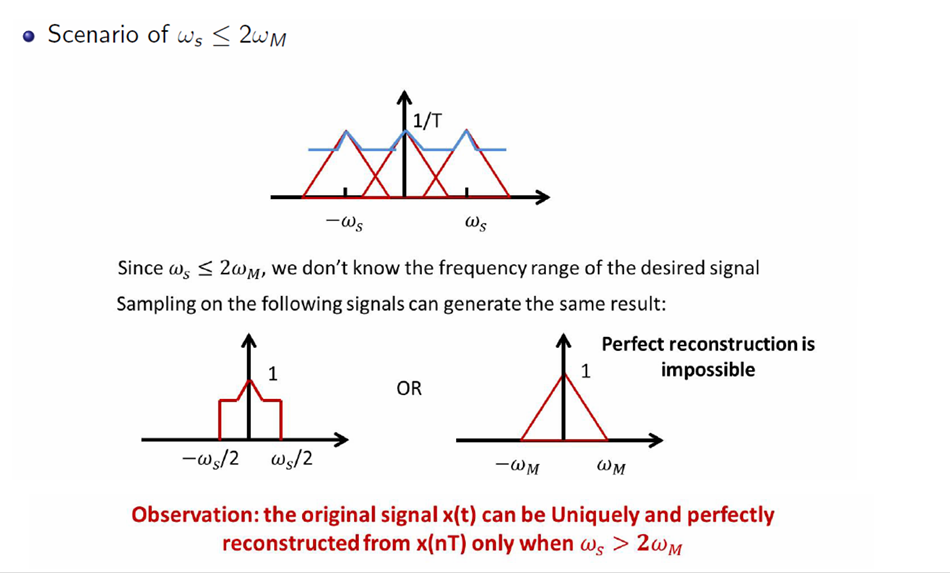 Scenario of ωs ≤ 2ωM
1/T
−ωs ωs
Since ωs ≤ 2ωM, we don't know the frequency range of the desired signal
Sampling on the following signals can generate the same result:
Perfect reconstruction is
impossible
1
OR
1
−ωs/2 ωs/2
−ωM ωM
Observation: the original signal x(t) can be Uniquely and perfectly
reconstructed from x(nT) only when ωs > 2ωM